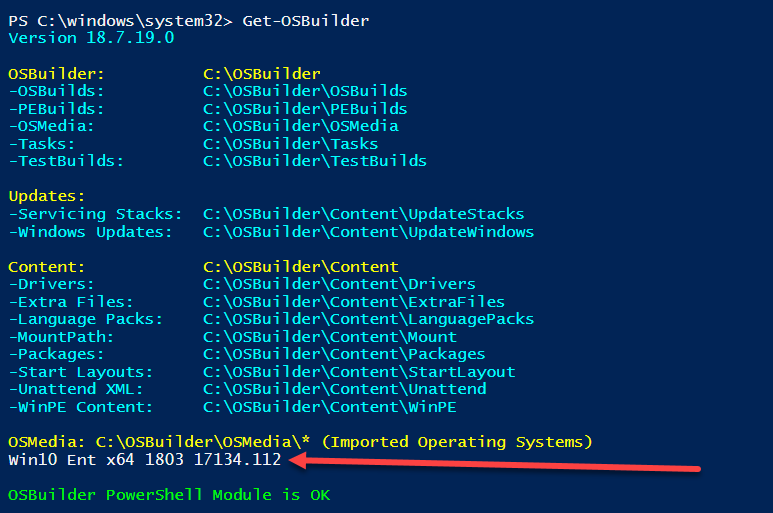 PS C:\windows\system32> Get-OSBuilder
Version 18.7.19.0
OSBuilder: C:\OSBuilder
-OSBuilds: C:\OSBuilder\OSBuilds
-PEBuilds: C:\OSBuilder\PEBuilds
-OSMedia: C:\OSBuilder\OSMedia
-Tasks: C:\OSBuilder\Tasks
-TestBuilds: C:\OSBuilder\TestBuilds
Updates:
-Servicing Stacks: C:\OSBuilder\Content\UpdateStacks
-Windows Updates: C:\OSBuilder\Content\UpdateWindows
Content: C:\OSBuilder\Content
-Drivers: C:\OSBuilder\Content\Drivers
-Extra Files: C:\OSBuilder\Content\ExtraFiles
-Language Packs: C:\OSBuilder\Content\LanguagePacks
-MountPath: C:\OSBuilder\Content\Mount
-Packages: C:\OSBuilder\Content\Packages
-Start Layouts: C:\OSBuilder\Content\StartLayout
-Unattend XML: C:\OSBuilder\Content\Unattend
-WinPE Content: C:\OSBuilder\Content\WinPE
OSMedia: C:\OSBuilder\OSMedia\* (Imported Operating Systems)
Win10 Ent x64 1803 17134.112
OSBuilder PowerShell Module is OK